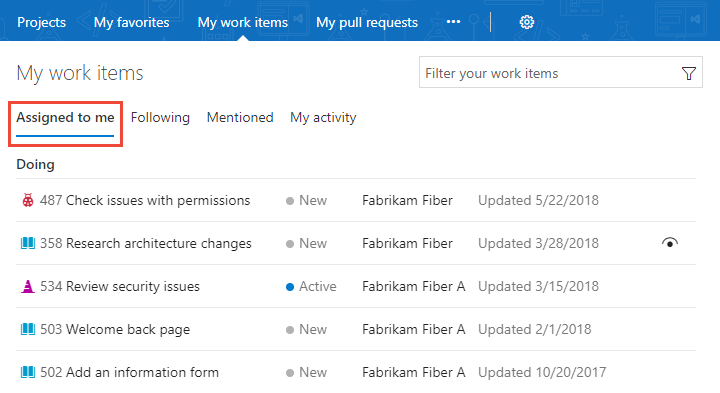 Projects My favorites My work items My pull requests ...
My work items
Filter your work items
Assigned to me Following Mentioned My activity
Doing
487 Check issues with permissions New Fabrikam Fiber Updated 5/22/2018
358 Research architecture changes New Fabrikam Fiber Updated 3/28/2018
534 Review security issues Active Fabrikam Fiber A Updated 3/15/2018
503 Welcome back page New Fabrikam Fiber A Updated 2/1/2018
502 Add an information form New Fabrikam Fiber A Updated 10/20/2017